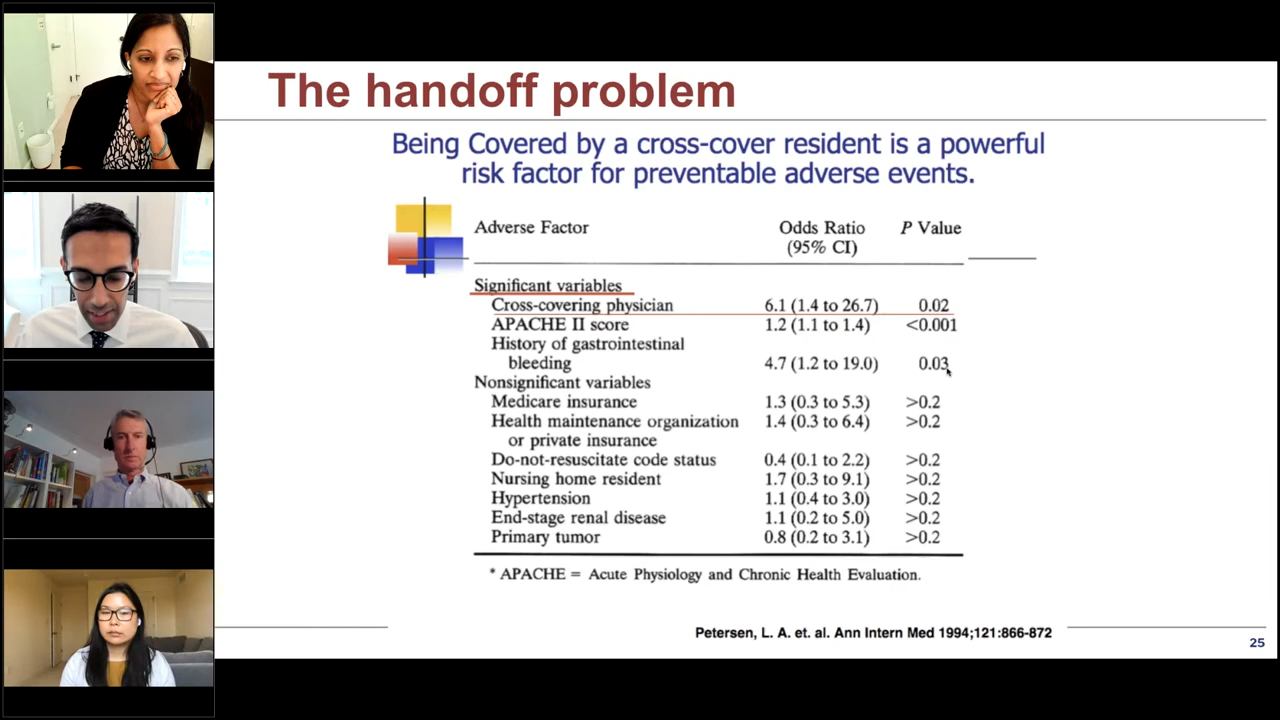 The handoff problem
Being Covered by a cross-cover resident is a powerful
risk factor for preventable adverse events.
Adverse Factor Odds Ratio P Value
(95% CI)
Significant variables
Cross-covering physician 6.1 (1.4 to 26.7) 0.02
APACHE II score 1.2 (1.1 to 1.4) <0.001
History of gastrointestinal
bleeding 4.7 (1.2 to 19.0) 0.03
Nonsignificant variables
Medicare insurance 1.3 (0.3 to 5.3) >0.2
Health maintenance organization 1.4 (0.3 to 6.4) >0.2
or private insurance
Do-not-resuscitate code status 0.4 (0.1 to 2.2) >0.2
Nursing home resident 1.7 (0.3 to 9.1) >0.2
Hypertension 1.1 (0.4 to 3.0) >0.2
End-stage renal disease 1.1 (0.2 to 5.0) >0.2
Primary tumor 0.8 (0.2 to 3.1) >0.2
* APACHE = Acute Physiology and Chronic Health Evaluation.
Petersen, L. A. et. al. Ann Intern Med 1994;121:866-872
25